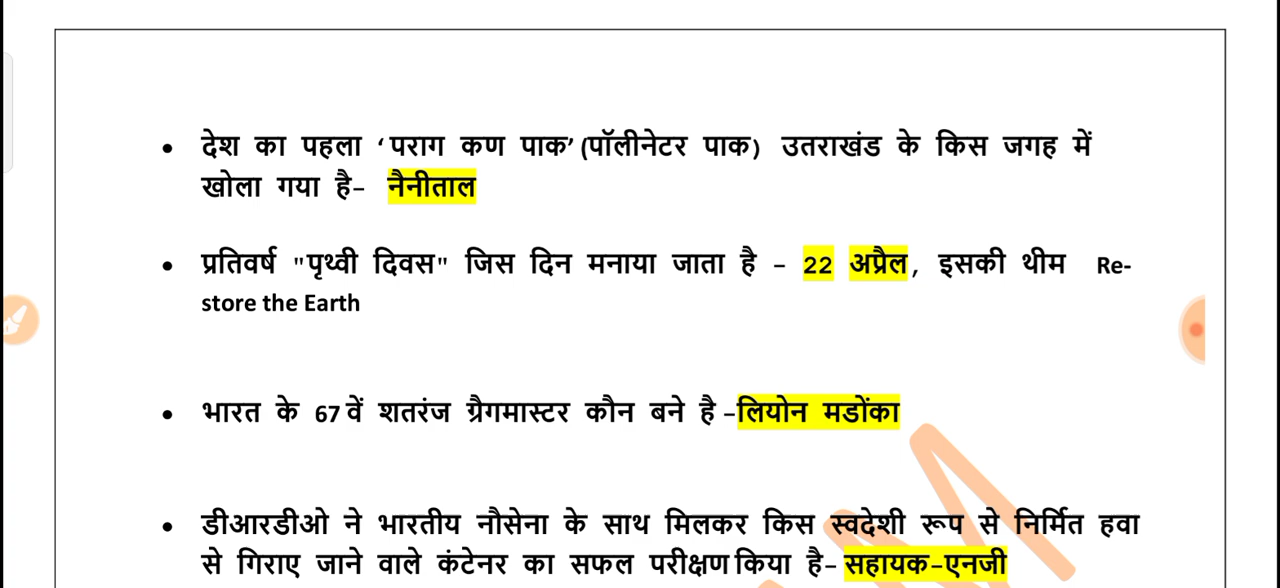 • देश का पहला ‘पराग कण पाक’ (पॉलीनेटर पाक) उतराखंड के किस जगह में
खोला गया है– नैनीताल
• प्रतिवर्ष "पृथ्वी दिवस" जिस दिन मनाया जाता है – 22 अप्रैल, इसकी थीम Re-
store the Earth
• भारत के 67 वें शतरंज ग्रैगमास्टर कौन बने है –लियोन मडोंका
• डीआरडीओ ने भारतीय नौसेना के साथ मिलकर किस स्वदेशी रूप से निर्मित हवा
से गिराए जाने वाले कंटेनर का सफल परीक्षण किया है– सहायक–एनजी